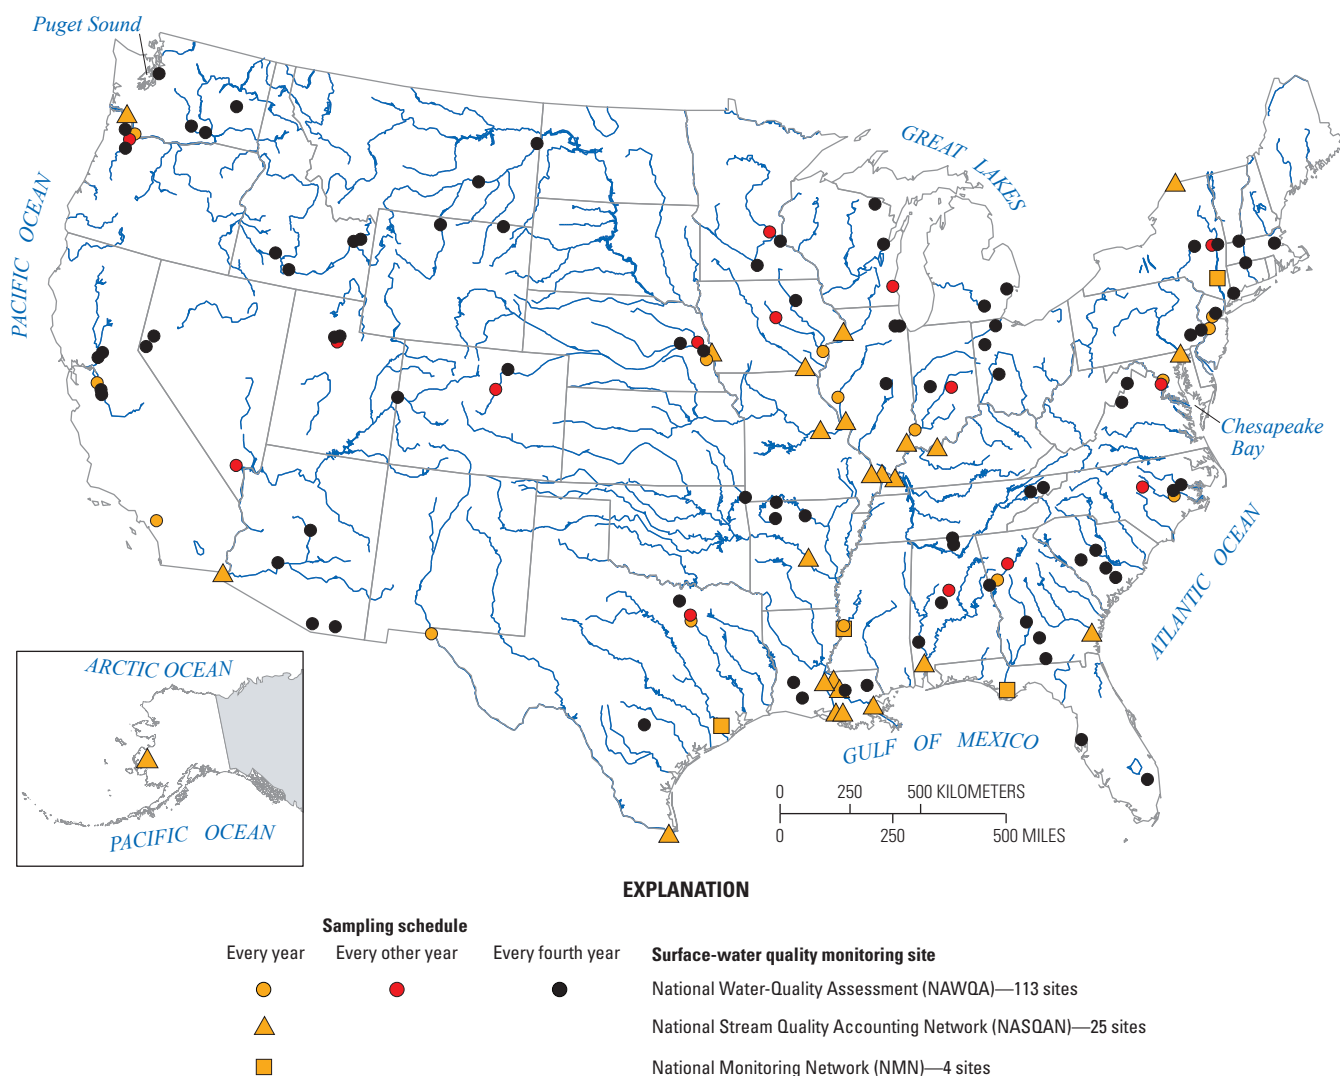 Puget Sound
GREAT LAKES
PACIFIC OCEAN
Chesapeake
Bay
ATLANTIC OCEAN
ARCTIC OCEAN
PACIFIC OCEAN
GULF OF MEXICO
0 250 500 KILOMETERS
0 250 500 MILES
EXPLANATION
Sampling schedule
Every year Every other year Every fourth year Surface-water quality monitoring site
National Water-Quality Assessment (NAWQA)—113 sites
National Stream Quality Accounting Network (NASQAN)—25 sites
National Monitoring Network (NMN)—4 sites